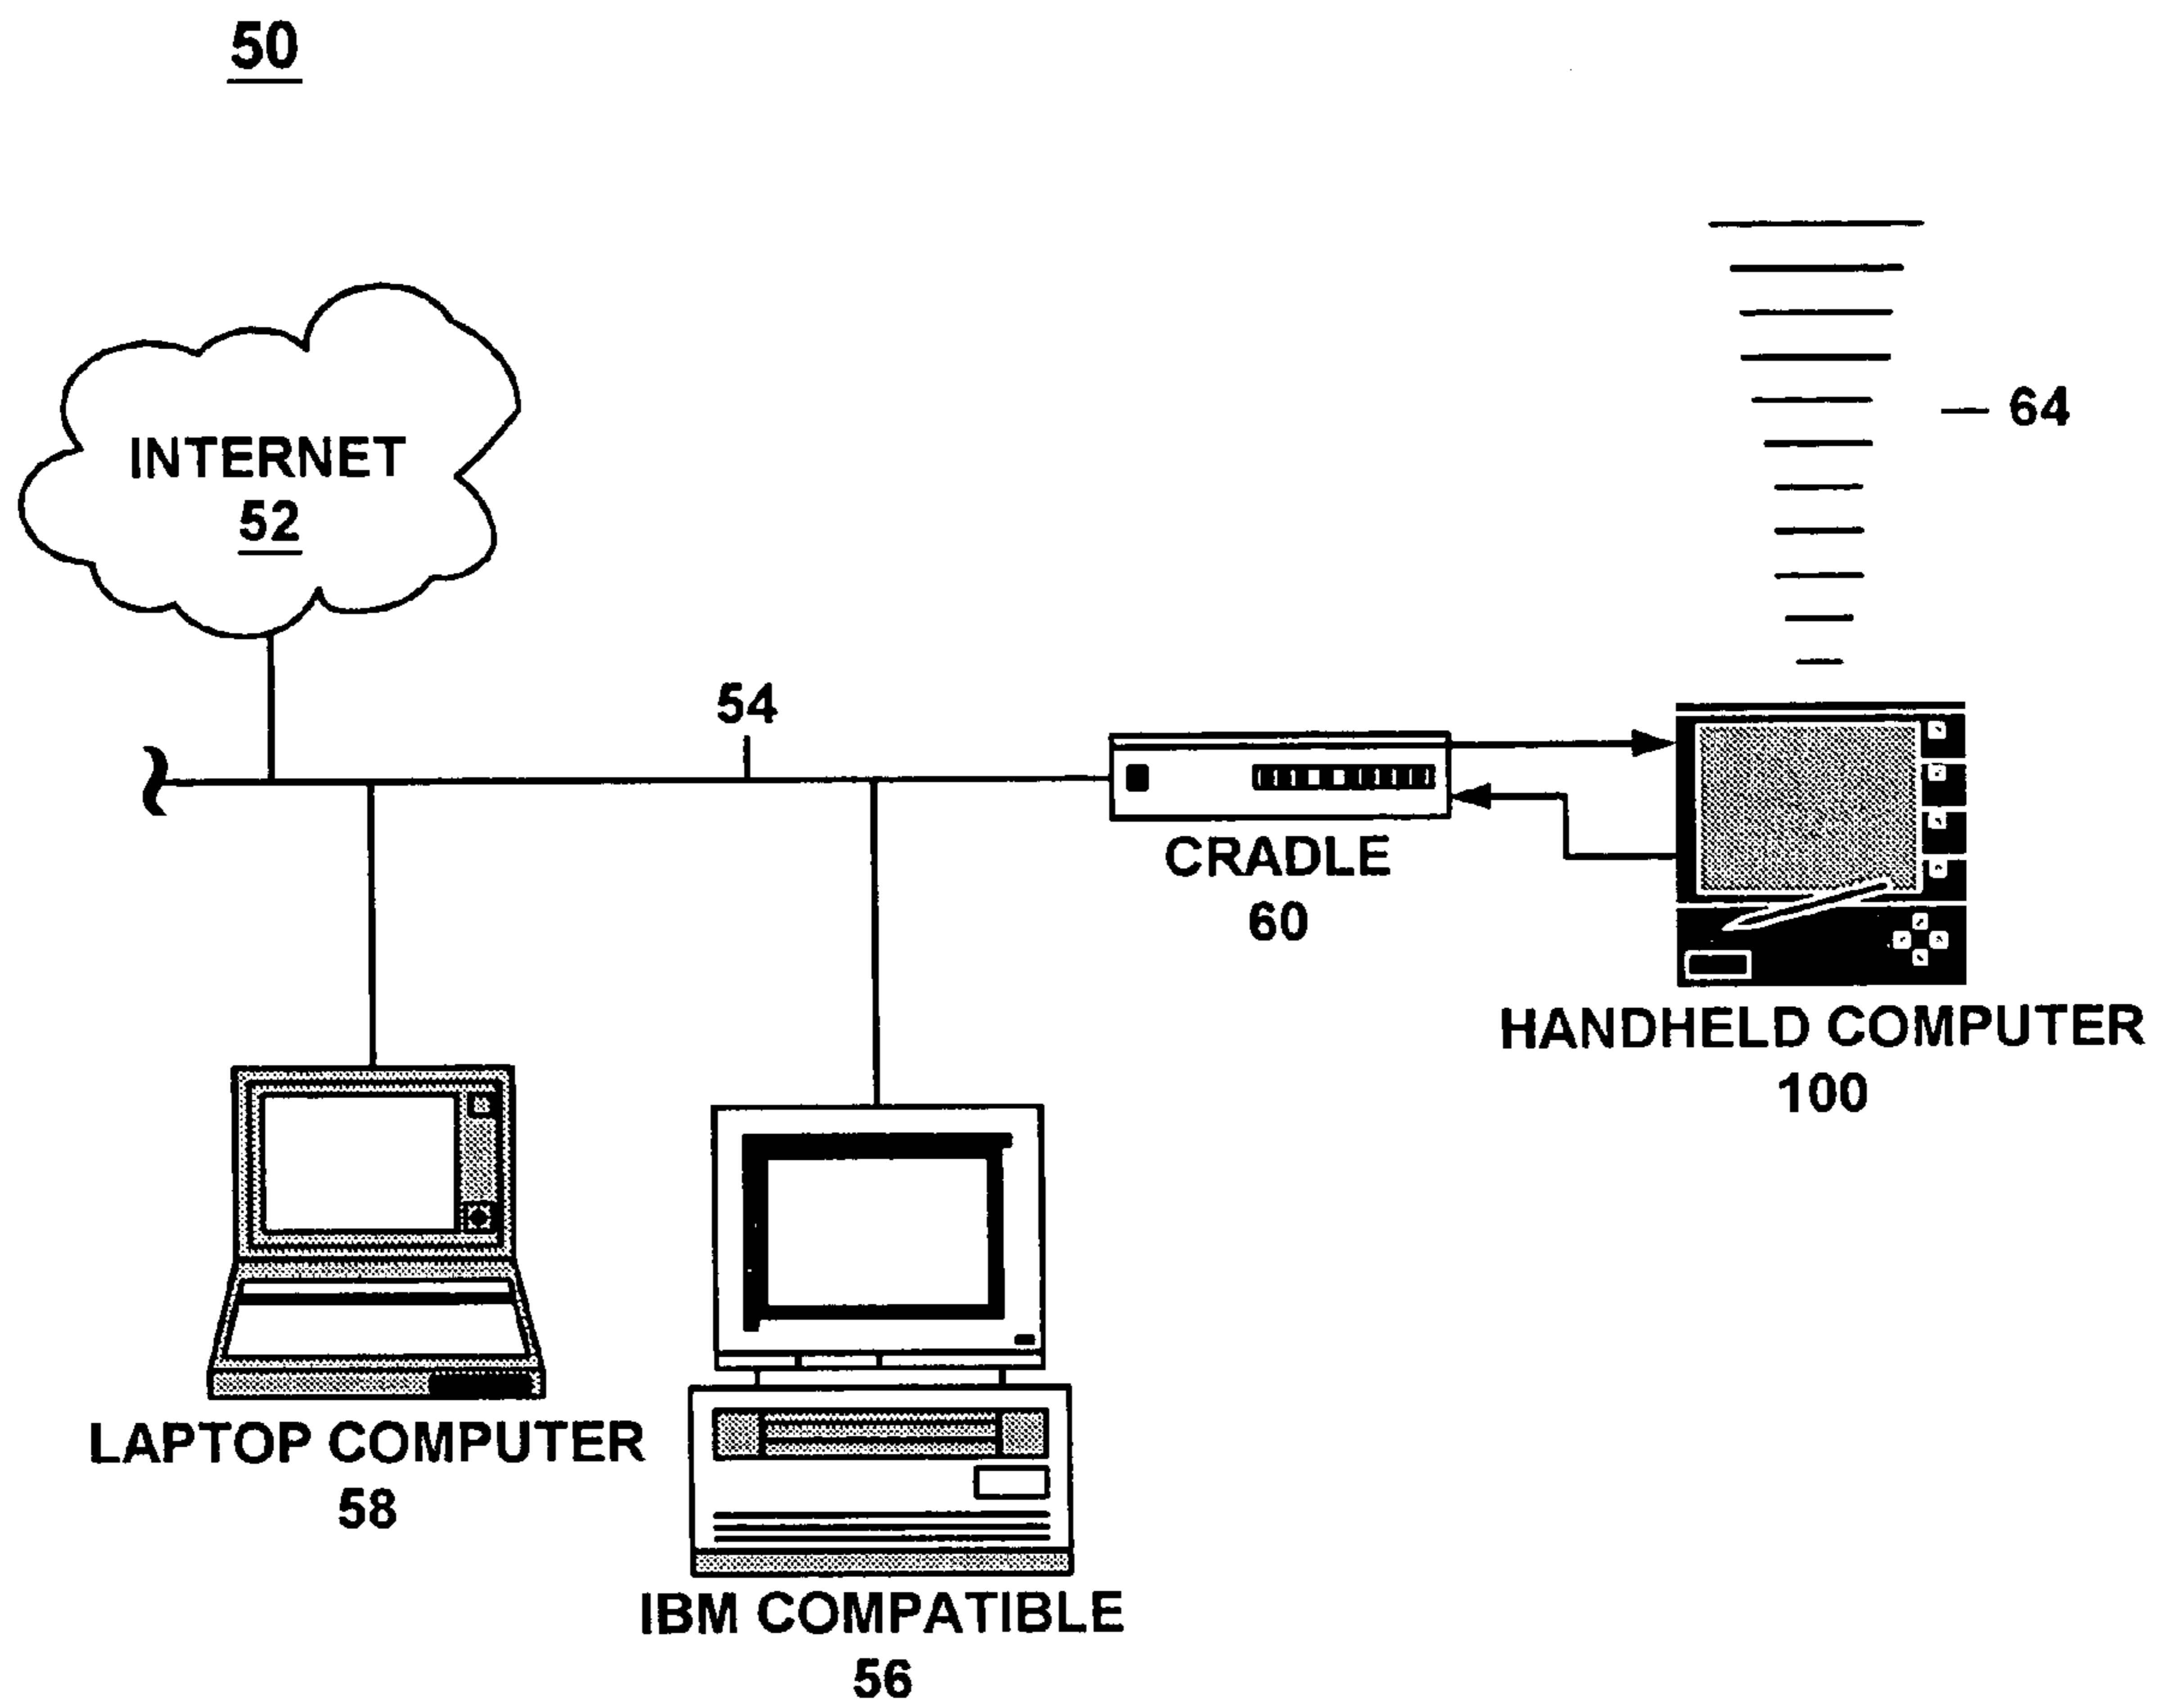 50
INTERNET
52
64
54
CRADLE
60
HANDHELD COMPUTER
100
LAPTOP COMPUTER
58
IBM COMPATIBLE
56